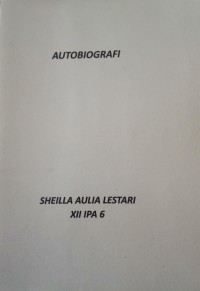 AUTOBIOGRAFI
SHEILLA AULIA LESTARI
XII IPA 6